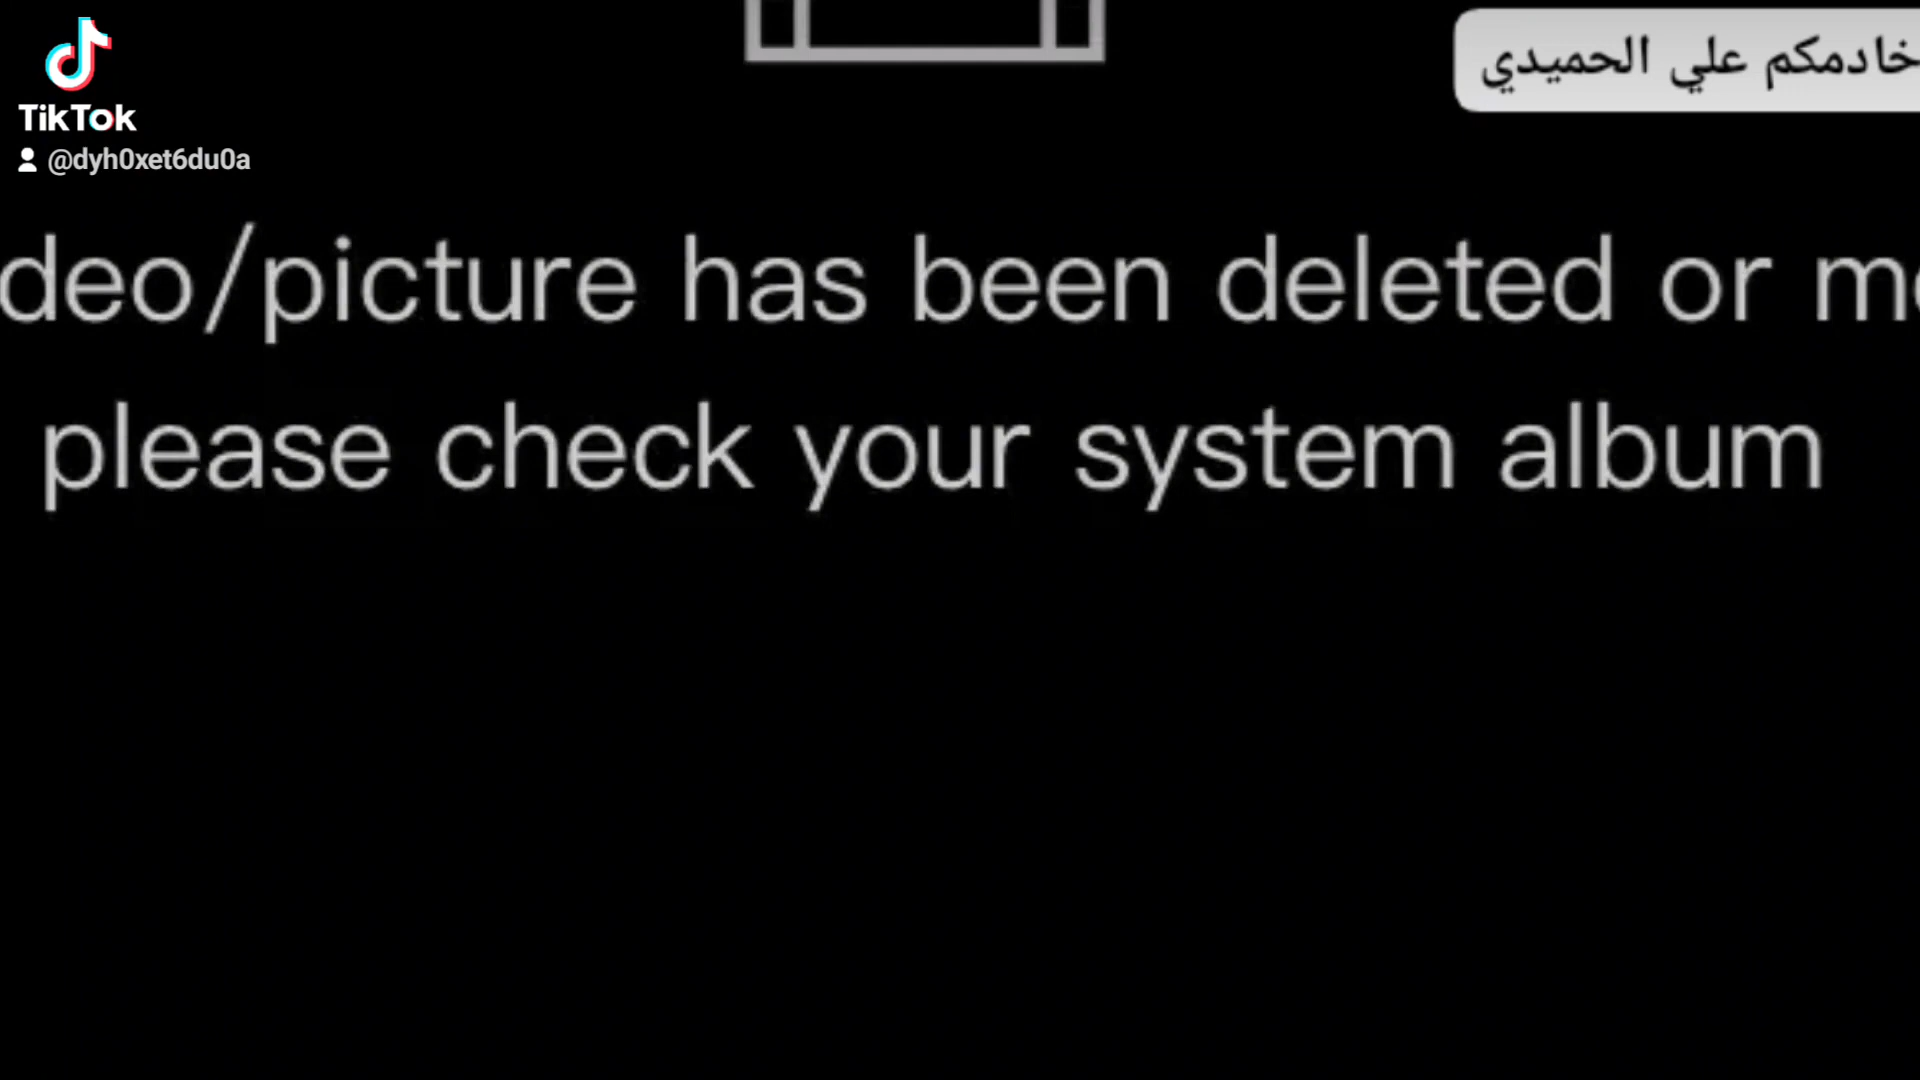 TikTok
@dyh0xet6du0a
خادمكم علي الحميدي
deo/picture has been deleted or m
please check your system album